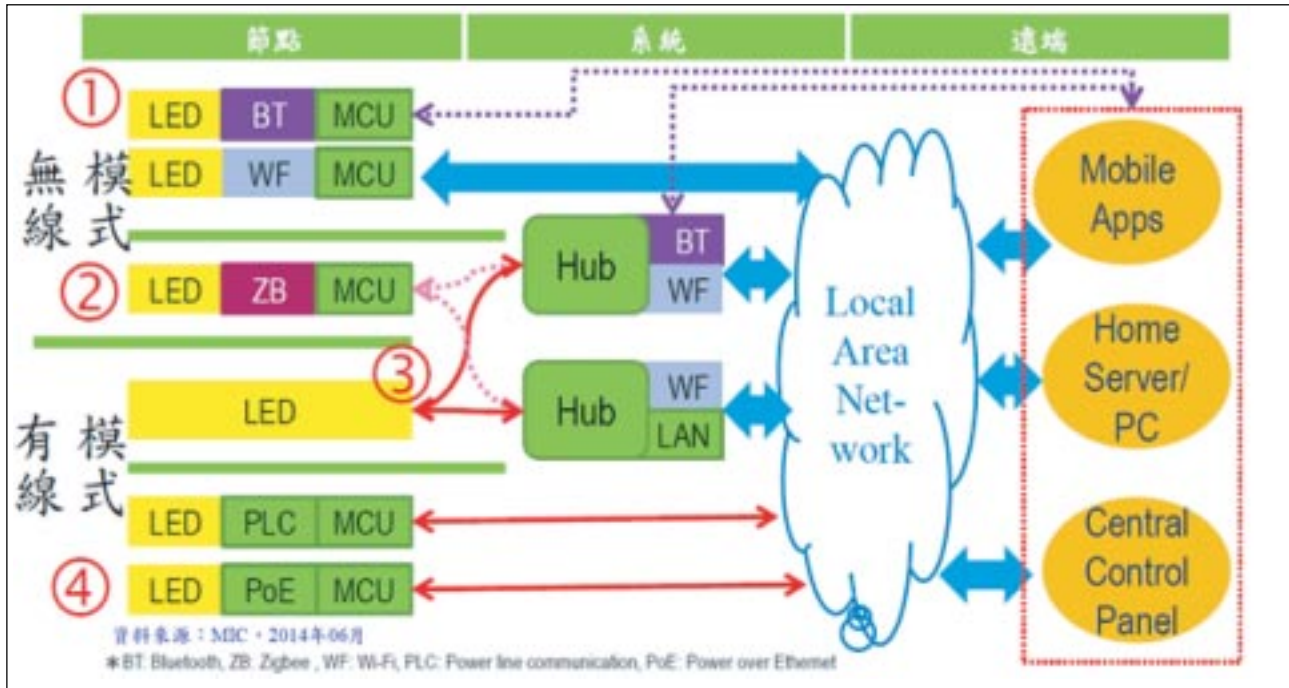 節點 系統 遠端
①
LED BT MCU
LED WF MCU
無線模式
②
LED ZB MCU
③
LED
有線模式
LED PLC MCU
④
LED PoE MCU
Hub
BT
WF
Hub
WF
LAN
Local
Area
Net-
work
Mobile
Apps
Home
Server/
PC
Central
Control
Panel
資料來源：MIC，2014年06月
*BT: Bluetooth, ZB: Zigbee , WF: Wi-Fi, PLC: Power line communication, PoE: Power over Ethernet